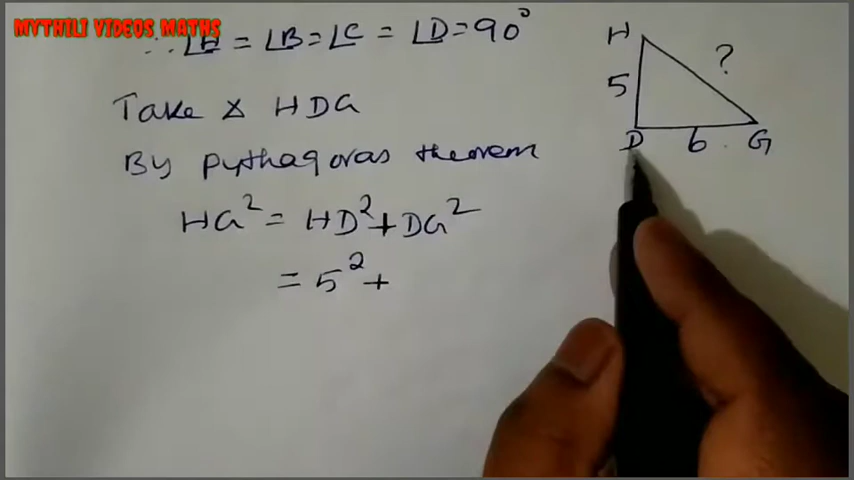 MYTHILI VIDEOS MATHS
∴ ∠A = ∠B = ∠C = ∠D = 90°
Take △ HDG
By pythagoras theorem
HG² = HD² + DG²
= 5² +
H
5
?
D
6
G